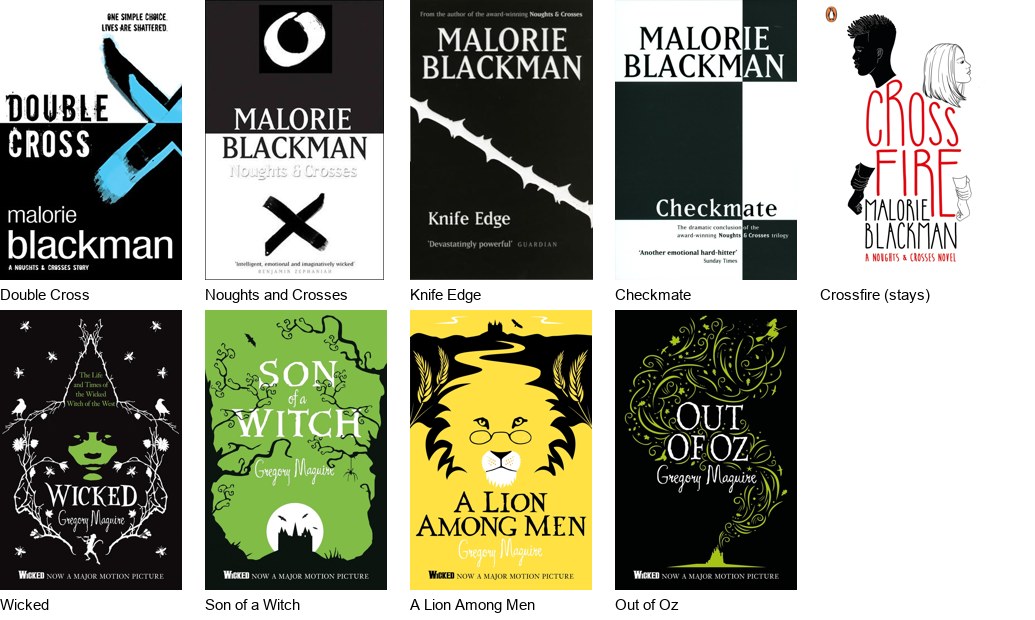 ONE SIMPLE CHOICE.
LIVES ARE SHATTERED.
DOUBLE
CROSS
malorie
blackman
A NOUGHTS & CROSSES STORY
Double Cross
MALORIE
BLACKMAN
Noughts & Crosses
'Intelligent, emotional and imaginatively wicked'
BENJAMIN ZEPHANIAH
Noughts and Crosses
From the author of the award-winning Noughts & Crosses
MALORIE
BLACKMAN
Knife Edge
'Devastatingly powerful' GUARDIAN
Knife Edge
MALORIE
BLACKMAN
Checkmate
The dramatic conclusion of the
award-winning Noughts & Crosses trilogy
'Another emotional hard-hitter'
Sunday Times
Checkmate
CROSS
FIRE
MALORIE
BLACKMAN
A NOUGHTS & CROSSES NOVEL
Crossfire (stays)
The Life
and Times of
the Wicked
Witch of the West
WICKED
Gregory Maguire
Wicked
SON
of a
WITCH
Gregory Maguire
WICKED NOW A MAJOR MOTION PICTURE
Son of a Witch
A LION
AMONG MEN
Gregory Maguire
WICKED NOW A MAJOR MOTION PICTURE
A Lion Among Men
OUT
OF OZ
Gregory Maguire
WICKED NOW A MAJOR MOTION PICTURE
Out of Oz